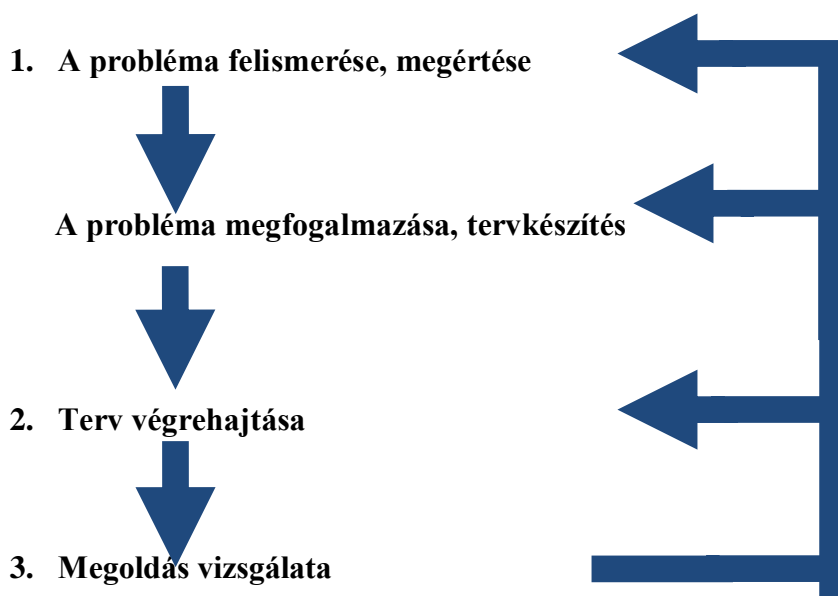 1. A probléma felismerése, megértése
A probléma megfogalmazása, tervkészítés
2. Terv végrehajtása
3. Megoldás vizsgálata